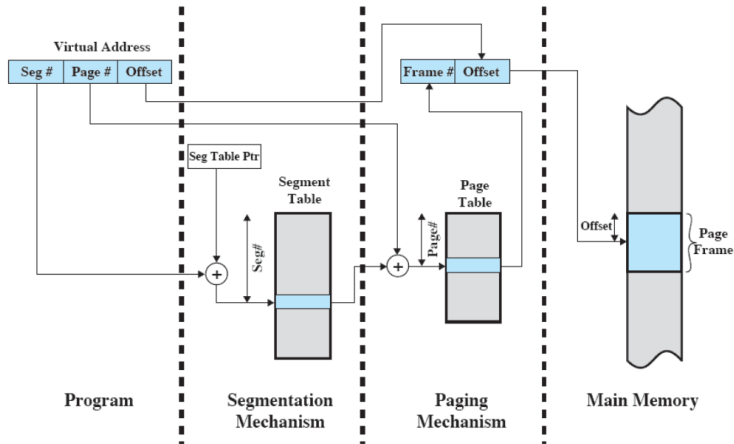 Virtual Address
Seg # Page # Offset
Frame # Offset
Seg Table Ptr
Segment
Table
Page
Table
Seg#
Page#
+
+
Offset
Page
Frame
Program
Segmentation
Mechanism
Paging
Mechanism
Main Memory